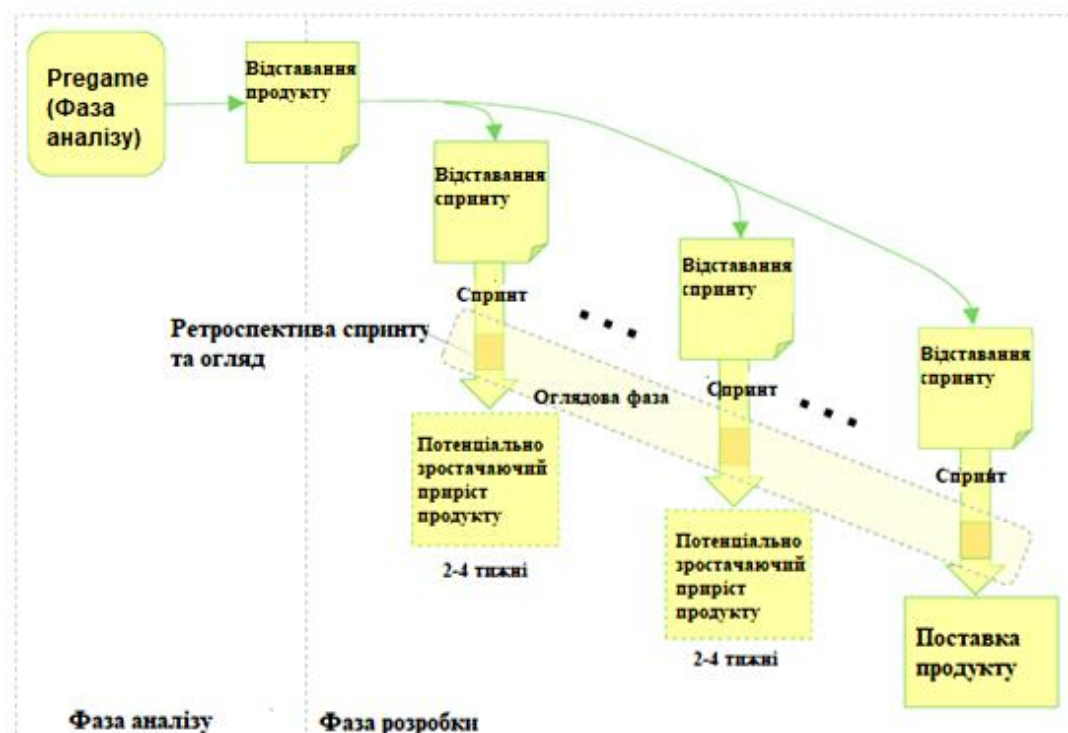 Pregame
(Фаза
аналізу)
Відставання
продукту
Відставання
спринту
Спринт
Відставання
спринту
Спринт
Відставання
спринту
Спринт
Ретроспектива спринту
та огляд
Оглядова фаза
Потенціально
зростачаючий
приріст
продукту
2-4 тижні
Потенціально
зростачаючий
приріст
продукту
2-4 тижні
Поставка
продукту
Фаза аналізу
Фаза розробки